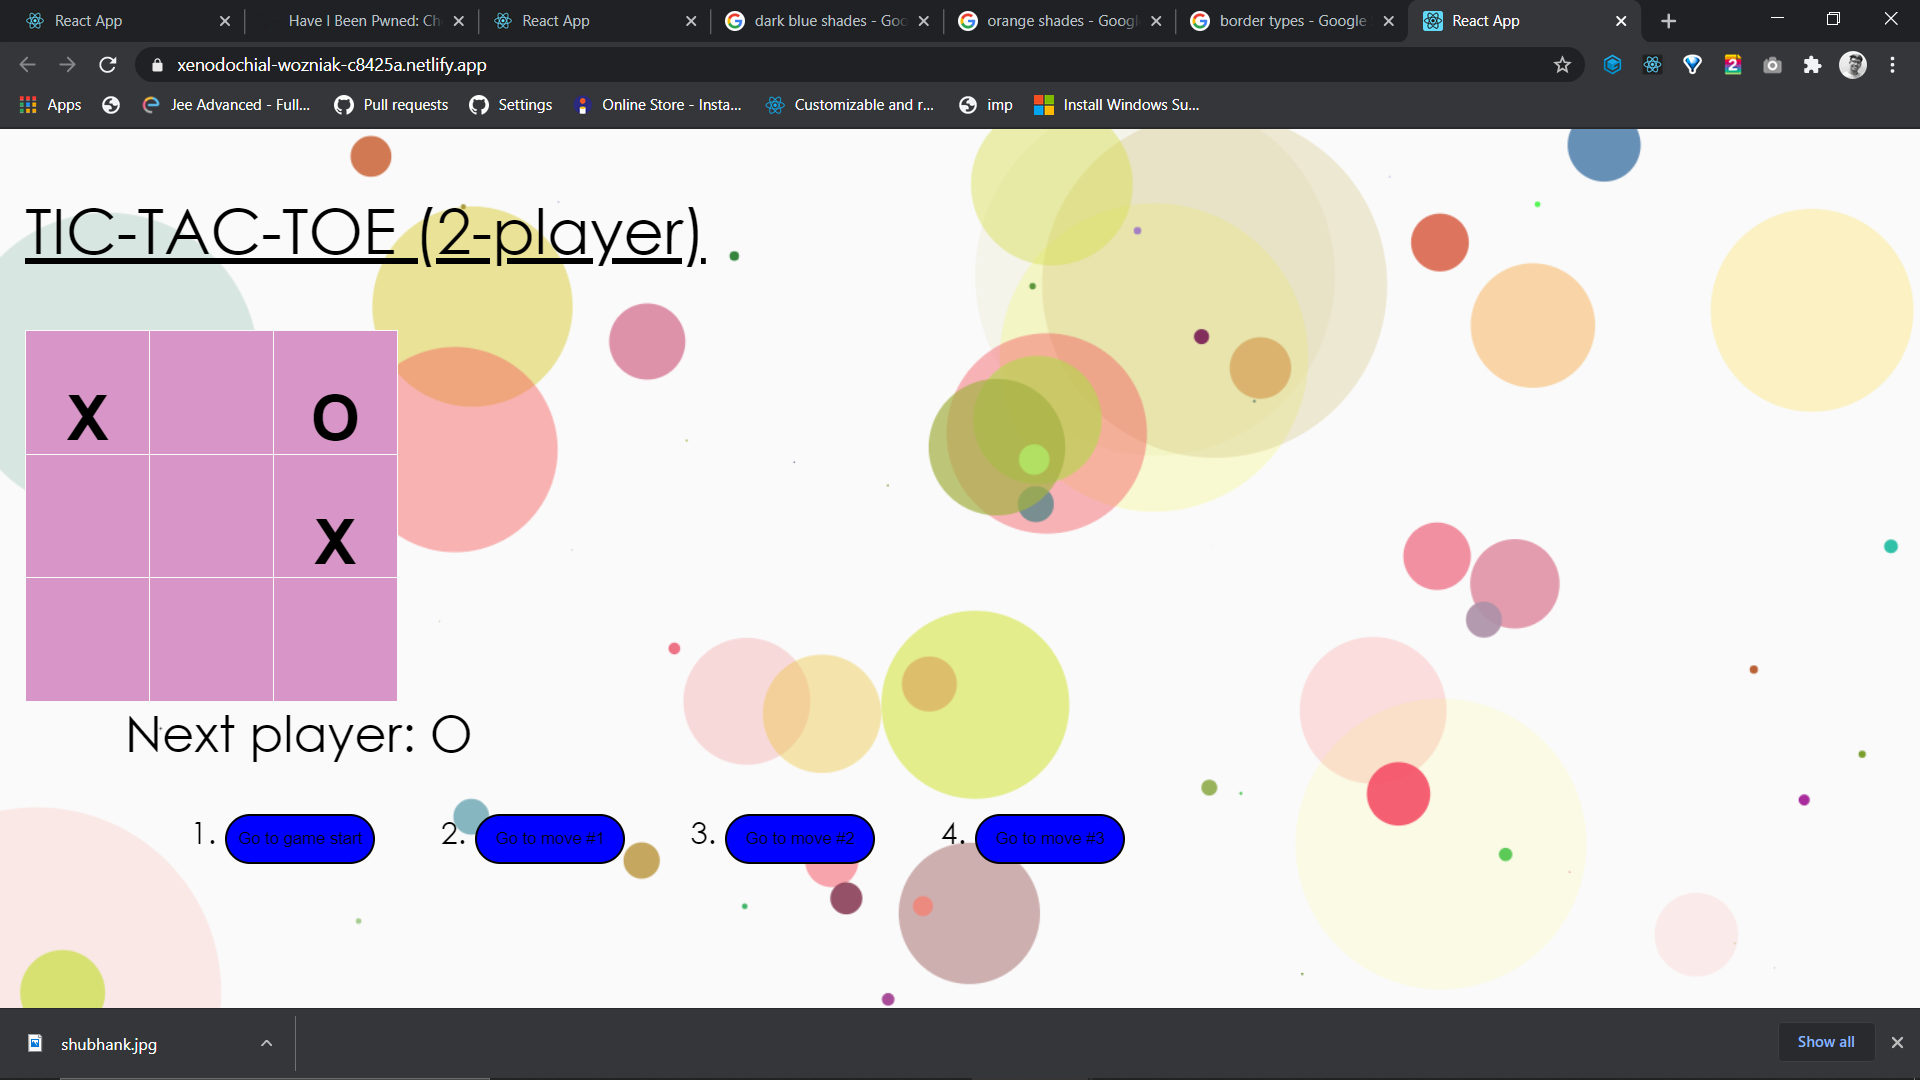 React App
Have I Been Pwned: Ch
React App
dark blue shades - Goo
orange shades - Googl
border types - Google
React App
xenodochial-wozniak-c8425a.netlify.app
Apps
Jee Advanced - Full...
Pull requests
Settings
Online Store - Insta...
Customizable and r...
imp
Install Windows Su...
TIC-TAC-TOE (2-player).
X O
X
Next player: O
1. Go to game start 2. Go to move #1 3. Go to move #2 4. Go to move #3
shubhank.jpg
Show all